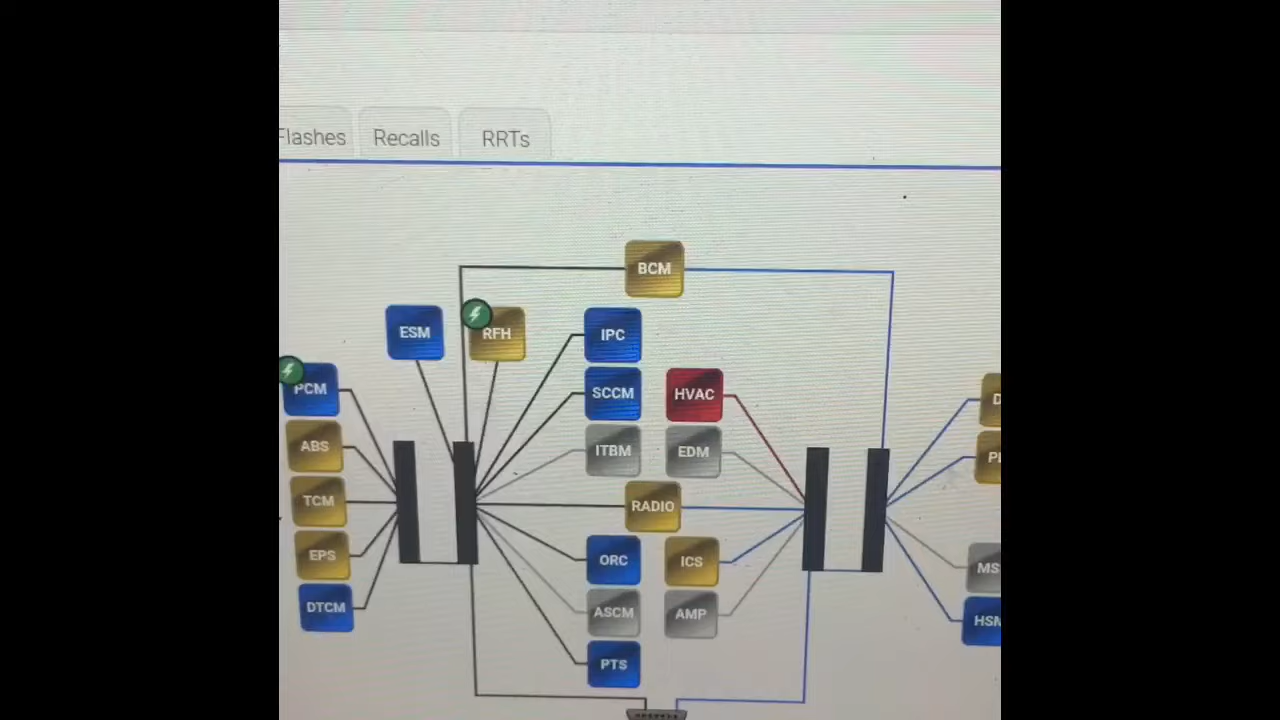 Flashes Recalls RRTs
BCM
ESM RFH IPC
PCM SCCM HVAC
ABS ITBM EDM
TCM RADIO
EPS ORC ICS
DTCM ASCM AMP
PTS